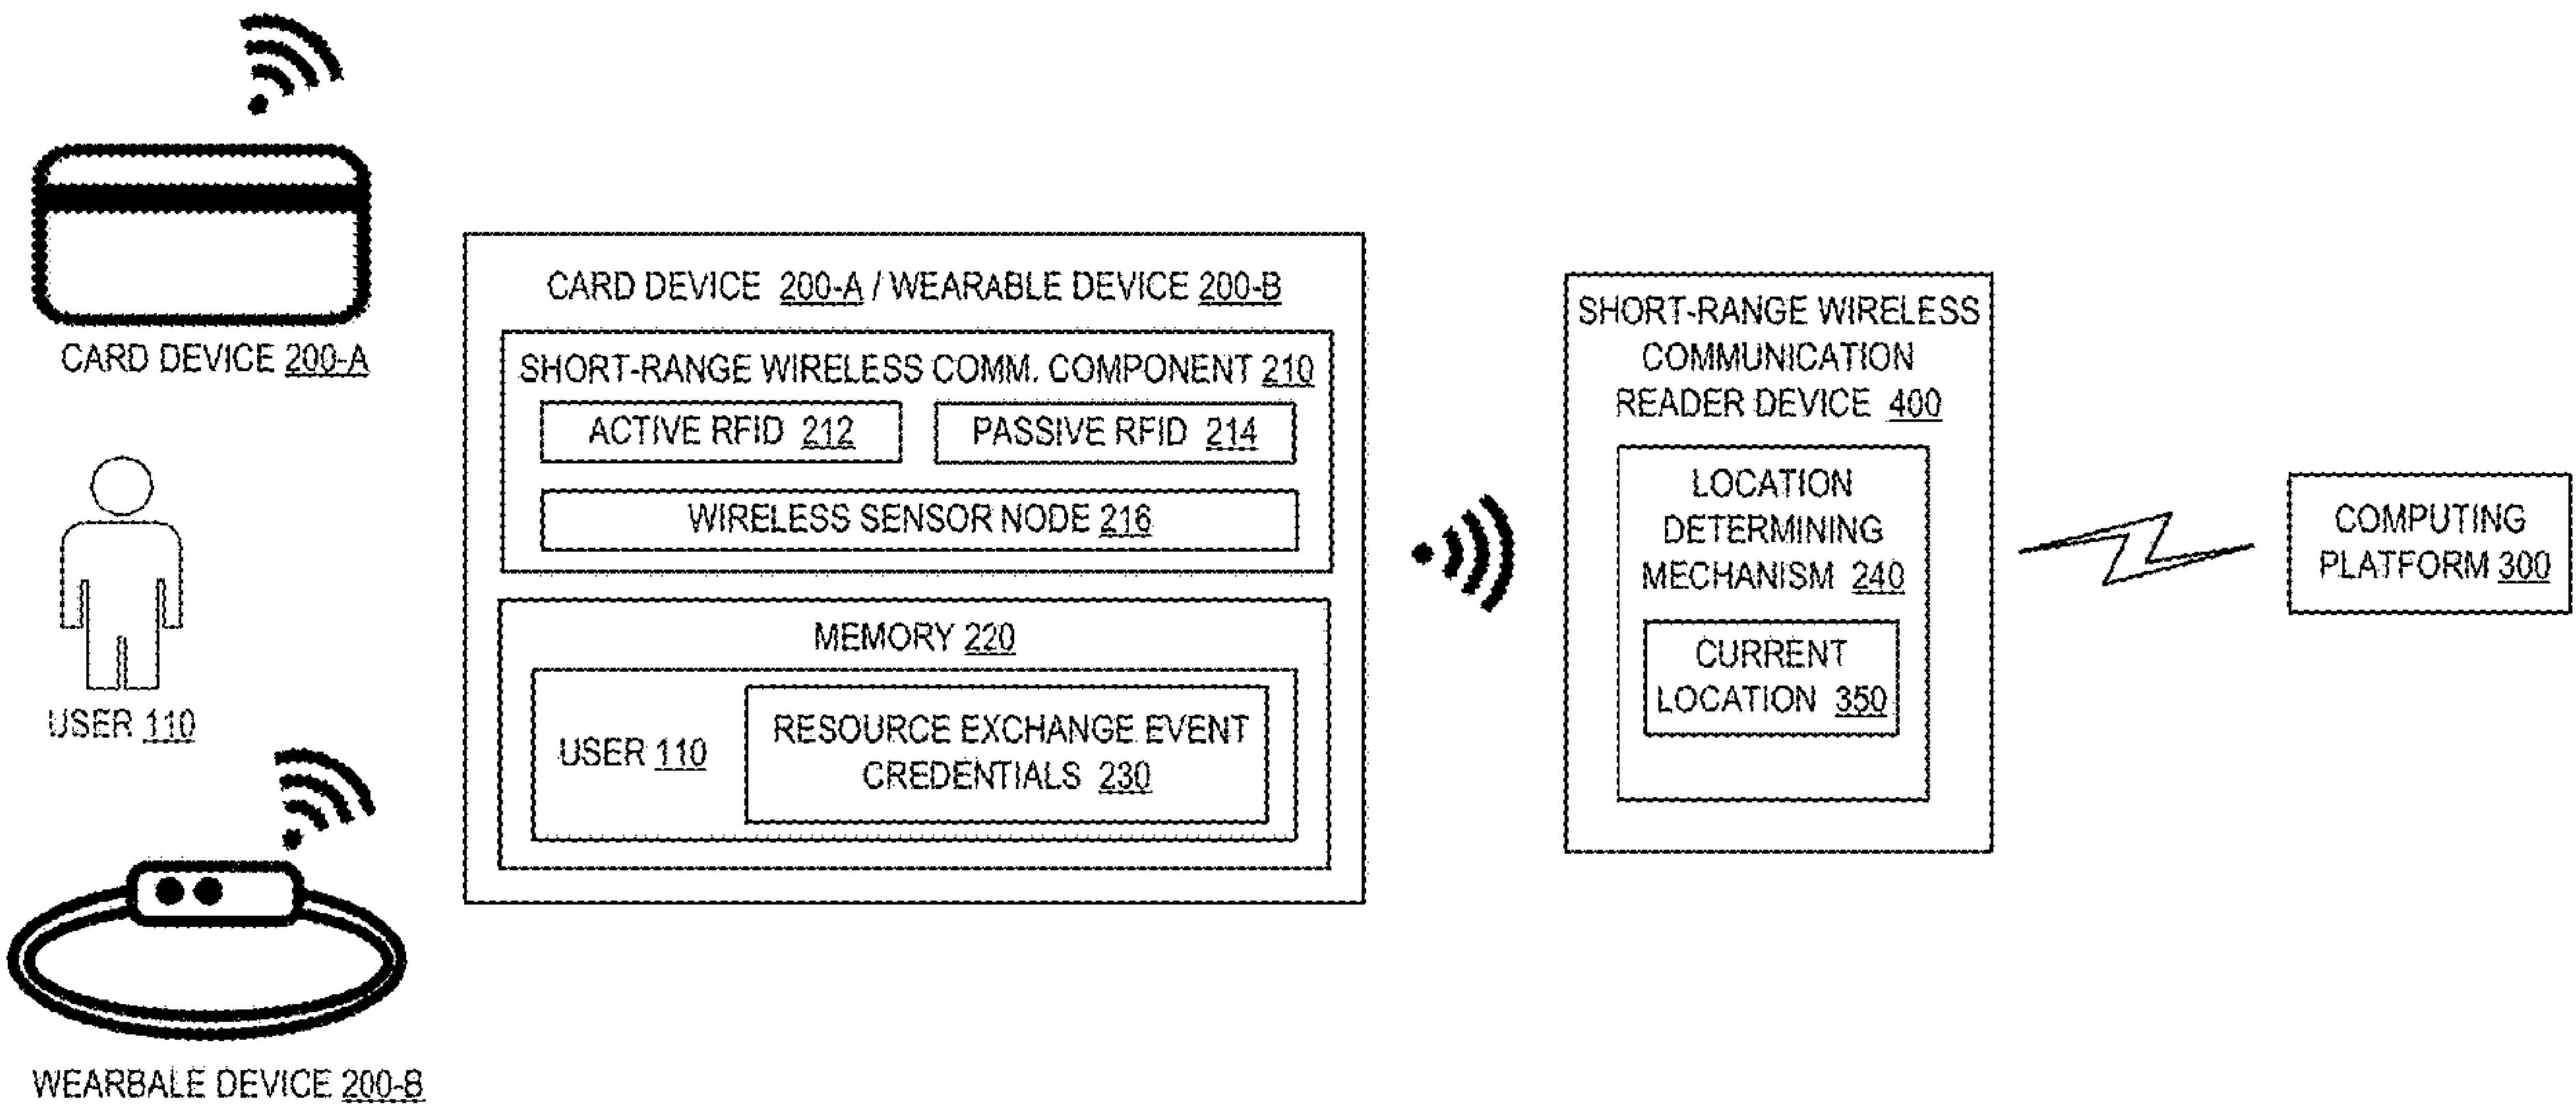 CARD DEVICE 200-A
USER 110
WEARBALE DEVICE 200-B
CARD DEVICE 200-A / WEARABLE DEVICE 200-B
SHORT-RANGE WIRELESS COMM. COMPONENT 210
ACTIVE RFID 212
PASSIVE RFID 214
WIRELESS SENSOR NODE 216
MEMORY 220
USER 110
RESOURCE EXCHANGE EVENT
CREDENTIALS 230
SHORT-RANGE WIRELESS
COMMUNICATION
READER DEVICE 400
LOCATION
DETERMINING
MECHANISM 240
CURRENT
LOCATION 350
COMPUTING
PLATFORM 300